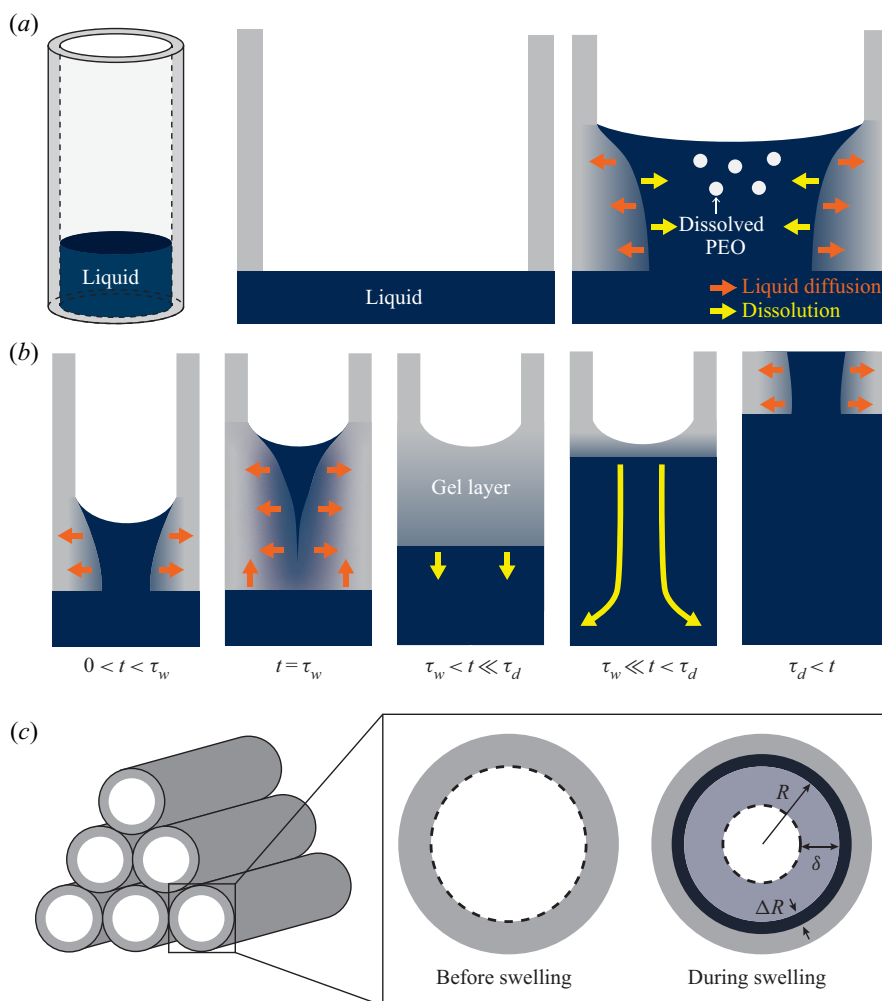 (a)
Liquid
Liquid
Dissolved
PEO
Liquid diffusion
Dissolution
(b)
Gel layer
0 < t < τw
t = τw
τw < t ≪ τd
τw ≪ t < τd
τd < t
(c)
R
δ
ΔR
Before swelling
During swelling